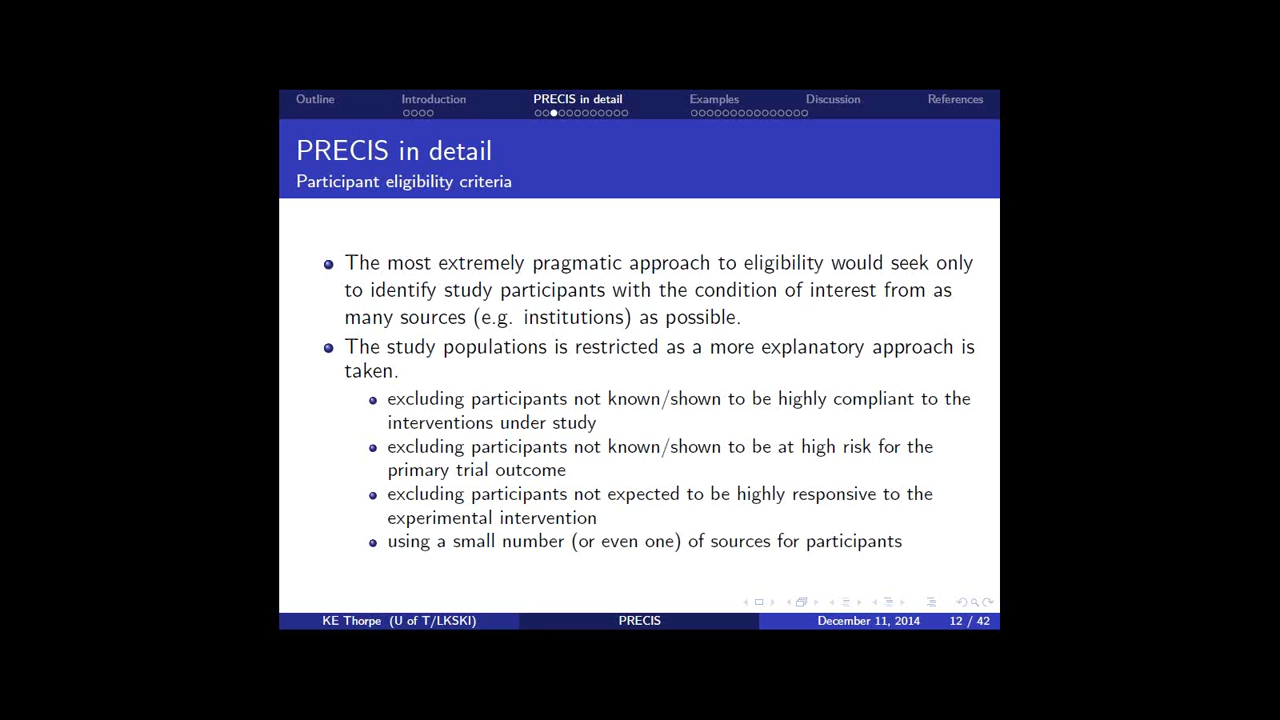 Outline Introduction PRECIS in detail Examples Discussion References
PRECIS in detail
Participant eligibility criteria
The most extremely pragmatic approach to eligibility would seek only
to identify study participants with the condition of interest from as
many sources (e.g. institutions) as possible.
The study populations is restricted as a more explanatory approach is
taken.
excluding participants not known/shown to be highly compliant to the
interventions under study
excluding participants not known/shown to be at high risk for the
primary trial outcome
excluding participants not expected to be highly responsive to the
experimental intervention
using a small number (or even one) of sources for participants
KE Thorpe (U of T/LKSKI) PRECIS December 11, 2014 12 / 42